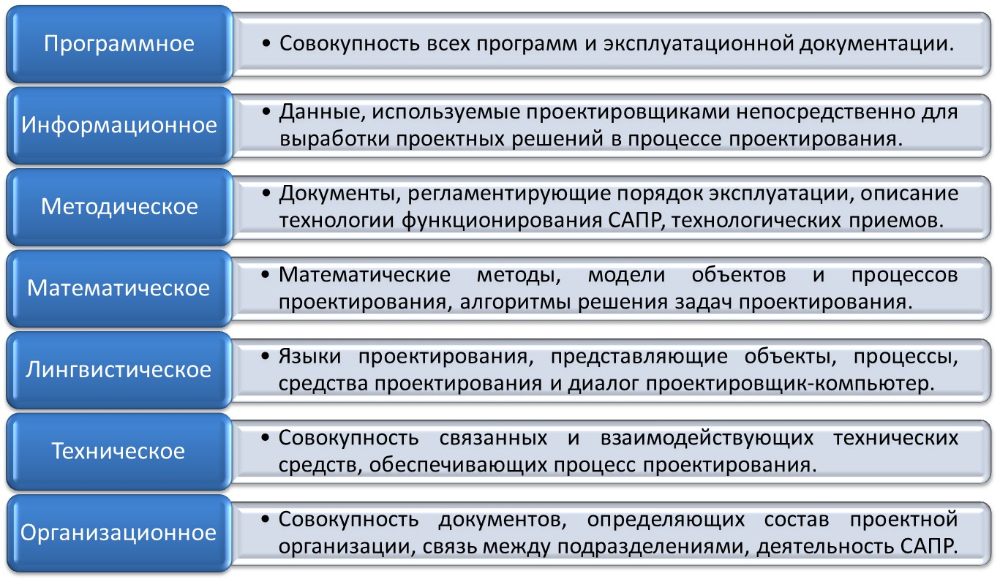 Программное
• Совокупность всех программ и эксплуатационной документации.
Информационное
• Данные, используемые проектировщиками непосредственно для
выработки проектных решений в процессе проектирования.
Методическое
• Документы, регламентирующие порядок эксплуатации, описание
технологии функционирования САПР, технологических приемов.
Математическое
• Математические методы, модели объектов и процессов
проектирования, алгоритмы решения задач проектирования.
Лингвистическое
• Языки проектирования, представляющие объекты, процессы,
средства проектирования и диалог проектировщик-компьютер.
Техническое
• Совокупность связанных и взаимодействующих технических
средств, обеспечивающих процесс проектирования.
Организационное
• Совокупность документов, определяющих состав проектной
организации, связь между подразделениями, деятельность САПР.